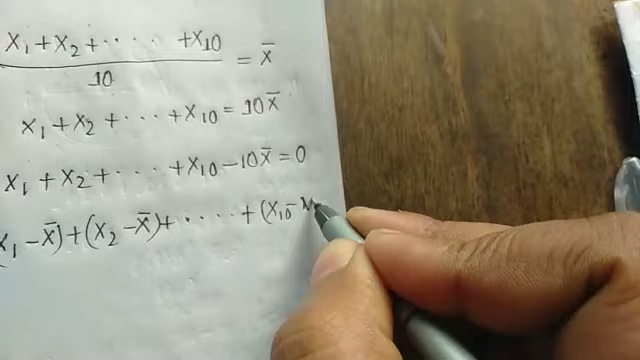 x₁+x₂+ · · · · +x₁₀ / 10 = x̄
x₁+x₂ + · · · +x₁₀ = 10x̄
x₁ + x₂ + · · · +x₁₀ – 10x̄ = 0
(x₁ – x̄) + (x₂ – x̄) + · · · · · + (x₁₀ – x